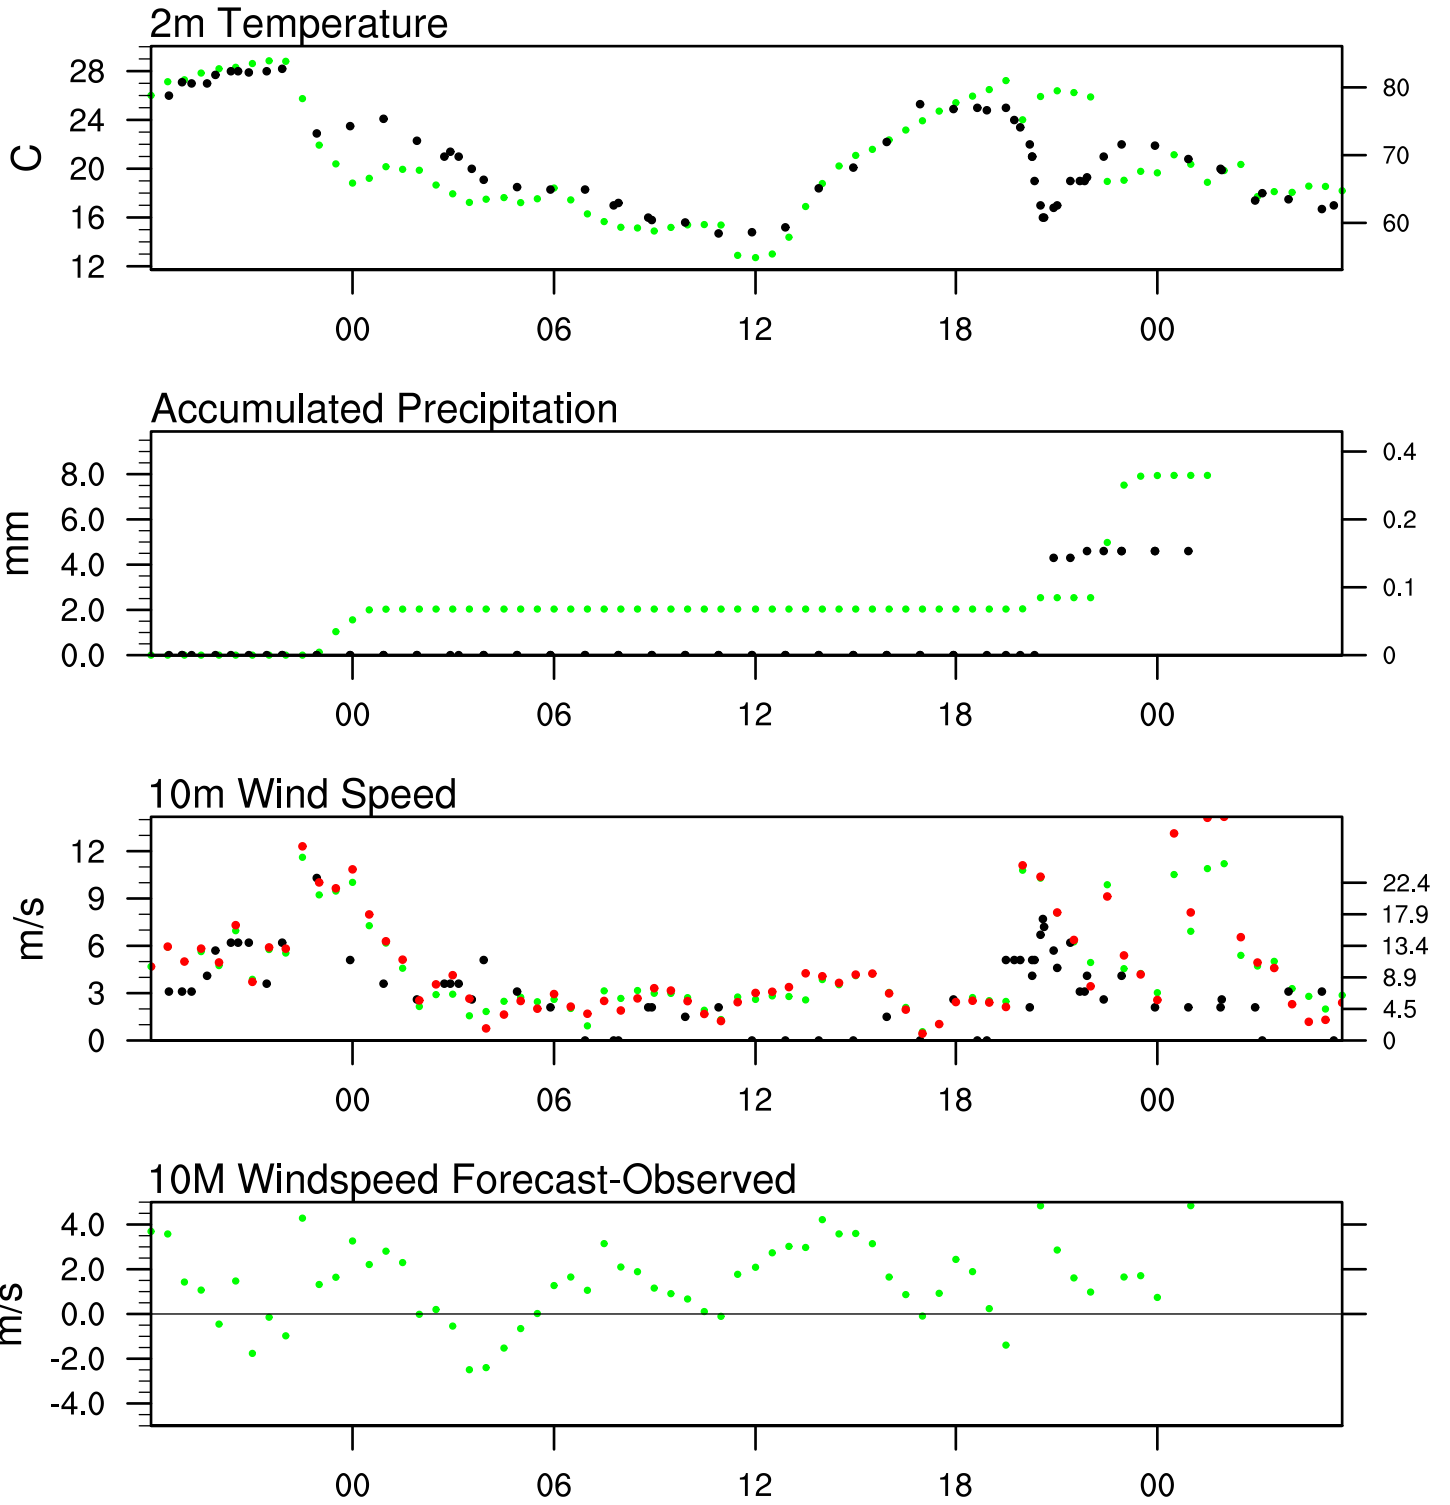 2m Temperature
C
28
24
20
16
12
80
70
60
00 06 12 18 00
Accumulated Precipitation
mm
8.0
6.0
4.0
2.0
0.0
0.4
0.2
0.1
0
00 06 12 18 00
10m Wind Speed
m/s
12
9
6
3
0
22.4
17.9
13.4
8.9
4.5
0
00 06 12 18 00
10M Windspeed Forecast-Observed
m/s
4.0
2.0
0.0
-2.0
-4.0
00 06 12 18 00